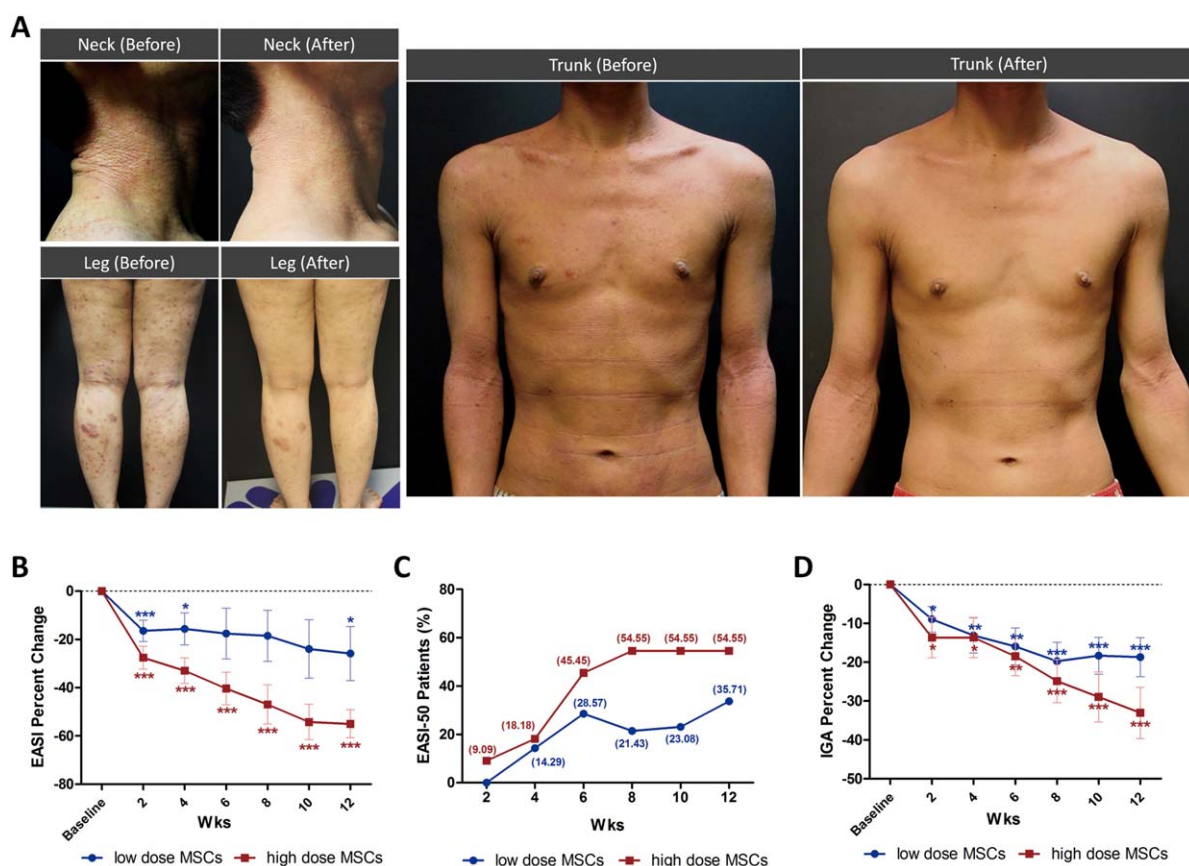 A
Neck (Before)
Neck (After)
Leg (Before)
Leg (After)
Trunk (Before)
Trunk (After)
B
EASI Percent Change
0
-20
-40
-60
-80
***
*
*
***
***
***
***
***
***
Baseline
2
4
6
8
10
12
Wks
low dose MSCs
high dose MSCs
C
EASI-50 Patients (%)
80
60
40
20
0
(9.09)
(18.18)
(45.45)
(54.55)
(54.55)
(54.55)
(14.29)
(28.57)
(21.43)
(23.08)
(35.71)
2
4
6
8
10
12
Wks
low dose MSCs
high dose MSCs
D
IGA Percent Change
0
-10
-20
-30
-40
-50
*
**
**
***
***
***
*
*
**
***
***
***
Baseline
2
4
6
8
10
12
Wks
low dose MSCs
high dose MSCs